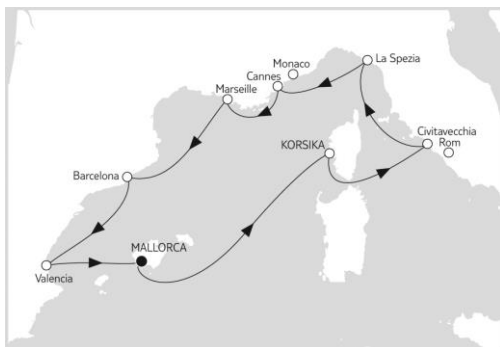 Monaco
La Spezia
Cannes
Marseille
Civitavecchia
Rom
KORSIKA
Barcelona
MALLORCA
Valencia